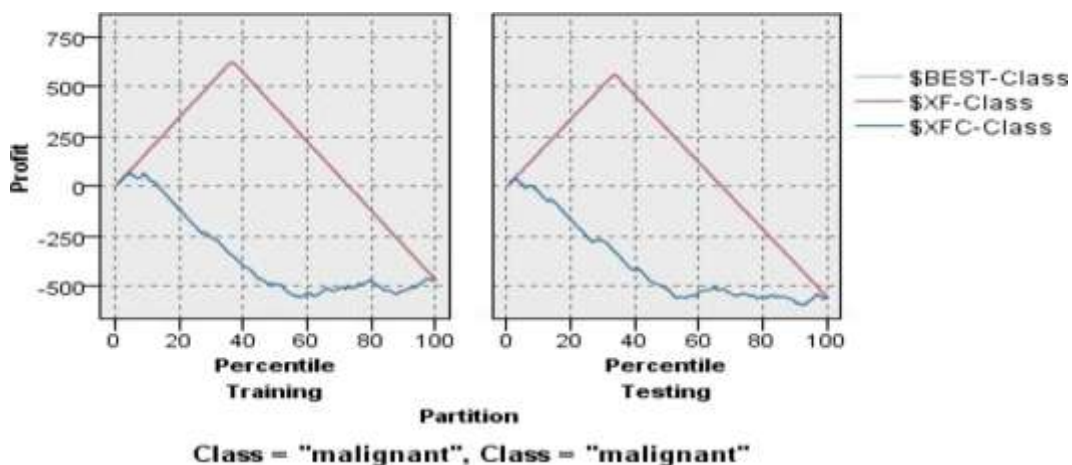 750
500
250
0
-250
-500
Profit
0 20 40 60 80 100
Percentile
Training
0 20 40 60 80 100
Percentile
Testing
Partition
Class = "malignant", Class = "malignant"
$BEST-Class
$XF-Class
$XFC-Class